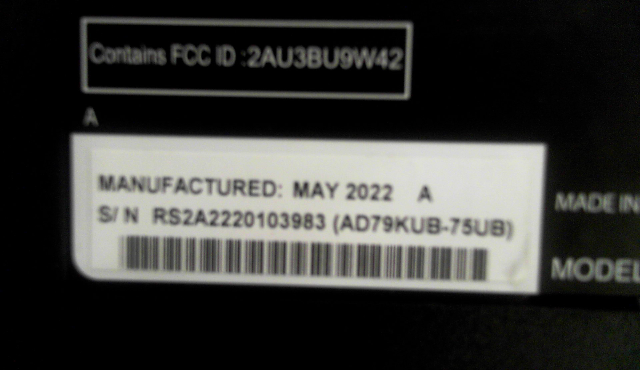 Contains FCC ID :2AU3BU9W42
A
MANUFACTURED: MAY 2022 A
S/N RS2A2220103983 (AD79KUB-75UB)
MADE IN
MODEL